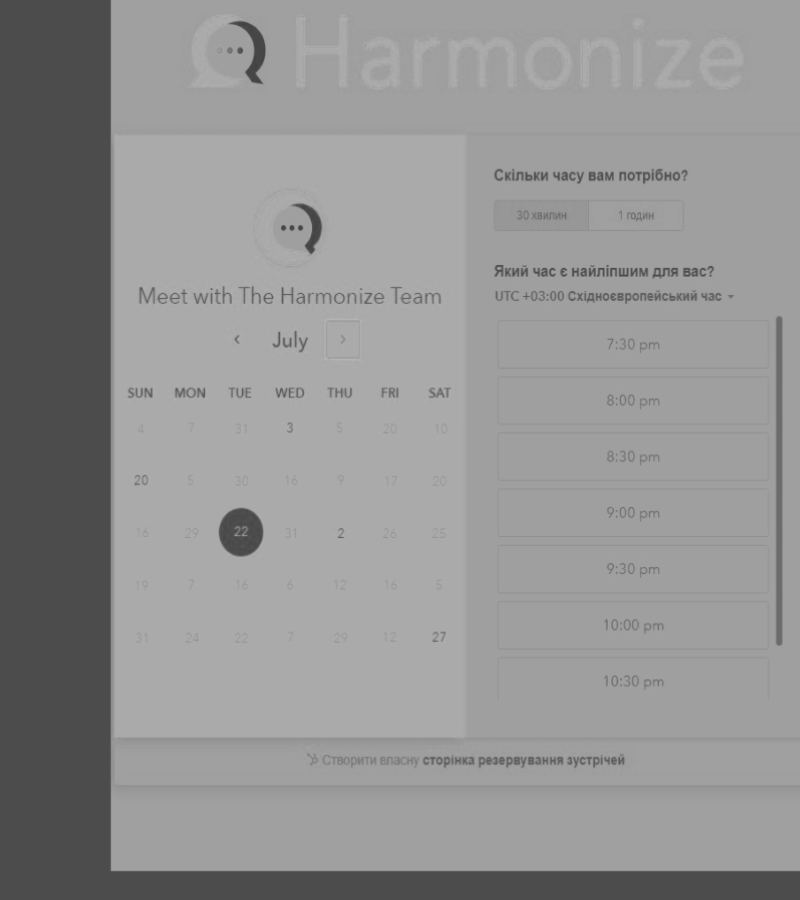 Harmonize
Meet with The Harmonize Team
July
SUN MON TUE WED THU FRI SAT
4 7 31 3 5 20 10
20 5 30 16 9 17 20
16 29 22 31 2 26 25
19 7 16 6 12 16 5
31 24 22 7 29 12 27
Скільки часу вам потрібно?
30 хвилин 1 годин
Який час є найліпшим для вас?
UTC +03:00 Східноєвропейський час
7:30 pm
8:00 pm
8:30 pm
9:00 pm
9:30 pm
10:00 pm
10:30 pm
Створити власну сторінка резервування зустрічей